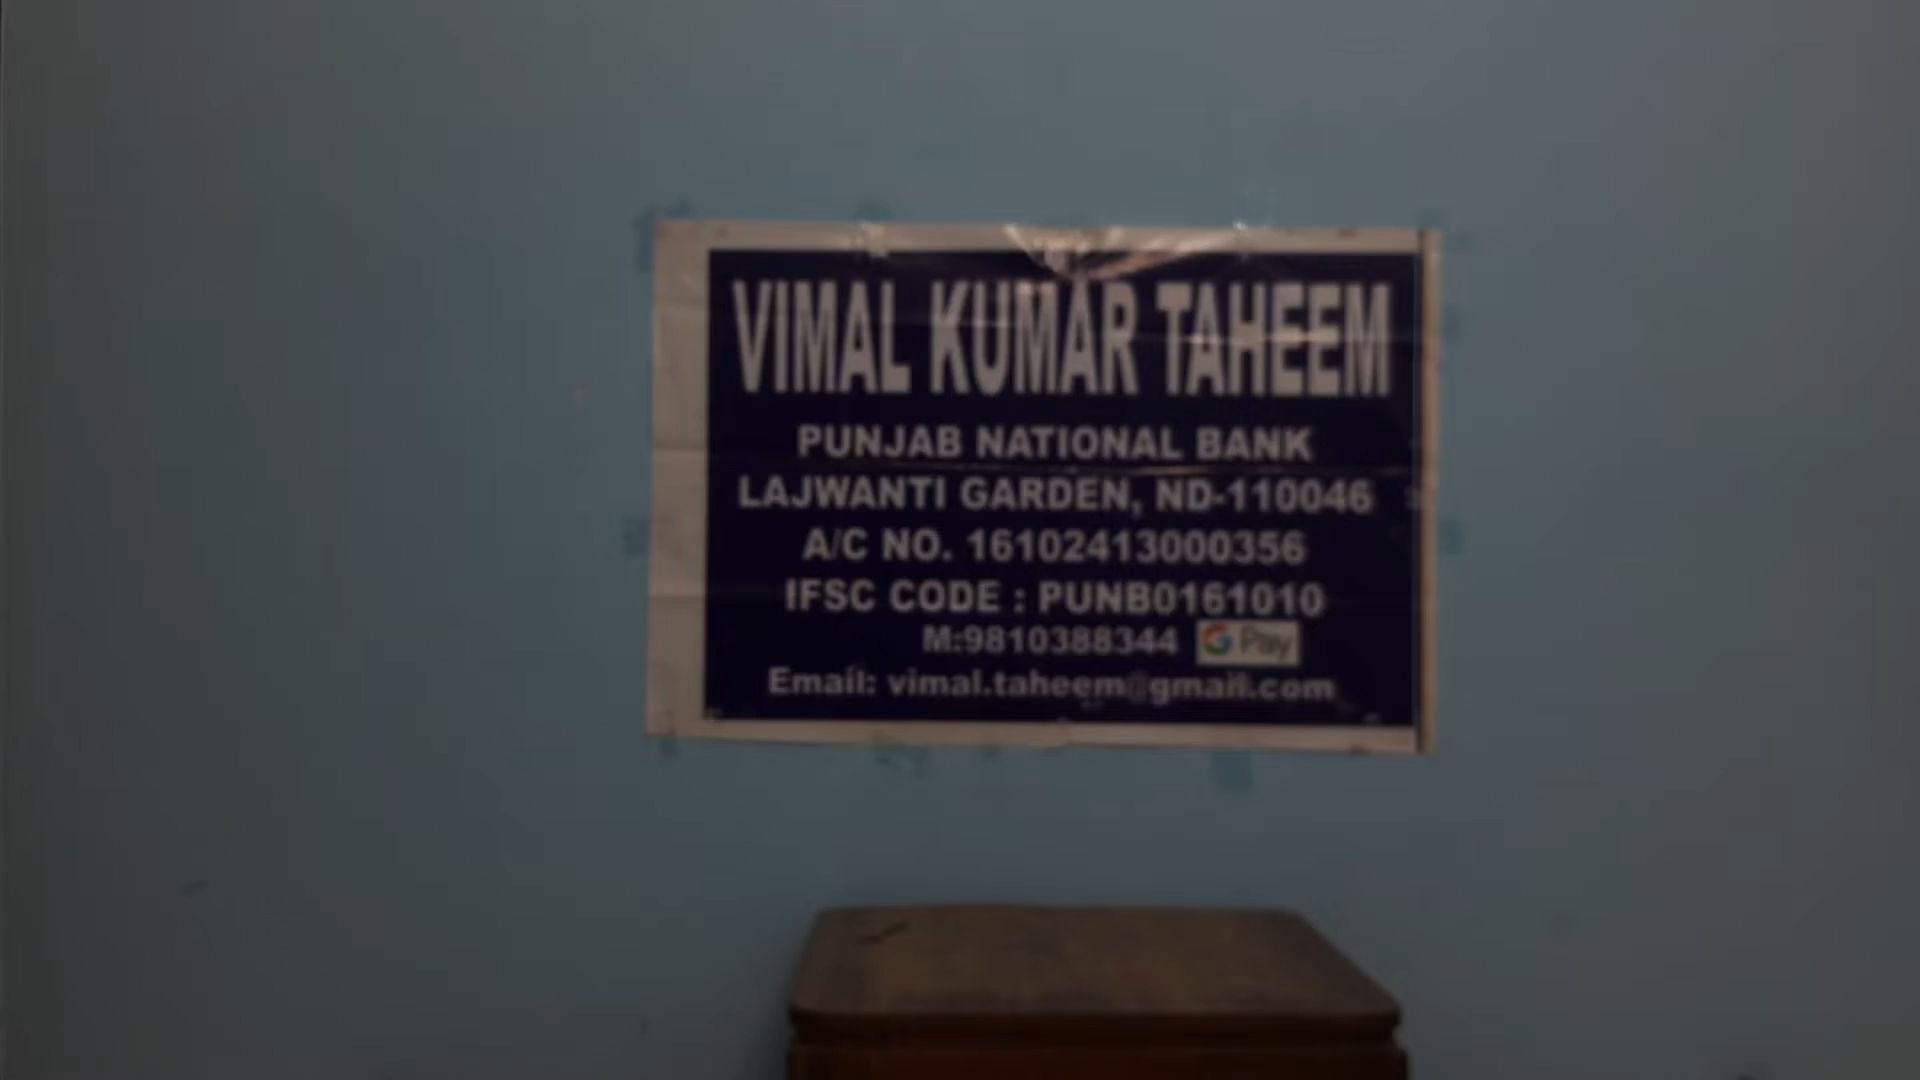 VIMAL KUMAR TAHEEM
PUNJAB NATIONAL BANK
LAJWANTI GARDEN, ND-110046
A/C NO. 16102413000356
IFSC CODE : PUNB0161010
M:9810388344 G Pay
Email: vimal.taheem@gmail.com